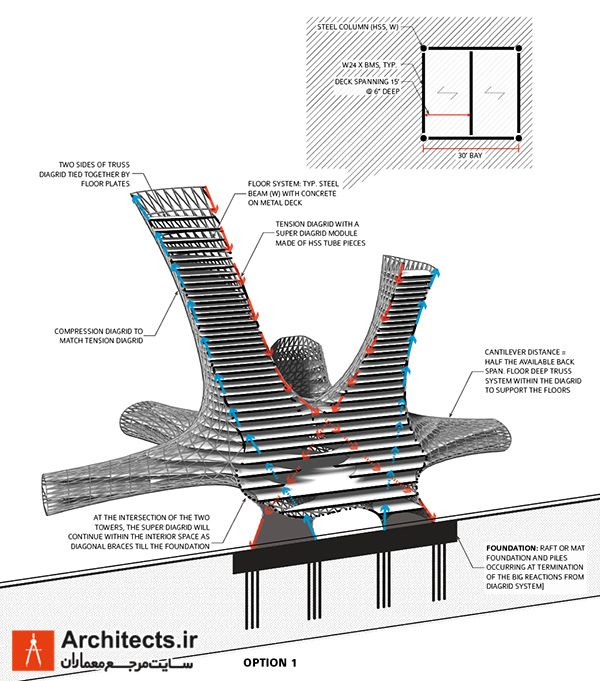 STEEL COLUMN (HSS, W)
W24 X BMS, TYP.
DECK SPANNING 15'
@ 6" DEEP
30' BAY
TWO SIDES OF TRUSS
DIAGRID TIED TOGETHER BY
FLOOR PLATES
FLOOR SYSTEM: TYP. STEEL
BEAM (W) WITH CONCRETE
ON METAL DECK
TENSION DIAGRID WITH A
SUPER DIAGRID MODULE
MADE OF HSS TUBE PIECES
COMPRESSION DIAGRID TO
MATCH TENSION DIAGRID
CANTILEVER DISTANCE =
HALF THE AVAILABLE BACK
SPAN. FLOOR DEEP TRUSS
SYSTEM WITHIN THE DIAGRID
TO SUPPORT THE FLOORS
AT THE INTERSECTION OF THE TWO
TOWERS, THE SUPER DIAGRID WILL
CONTINUE WITHIN THE INTERIOR SPACE AS
DIAGONAL BRACES TILL THE FOUNDATION
FOUNDATION: RAFT OR MAT
FOUNDATION AND PILES
OCCURRING AT TERMINATION
OF THE BIG REACTIONS FROM
DIAGRID SYSTEM]
Architects.ir
سایت مرجع معماران
OPTION 1